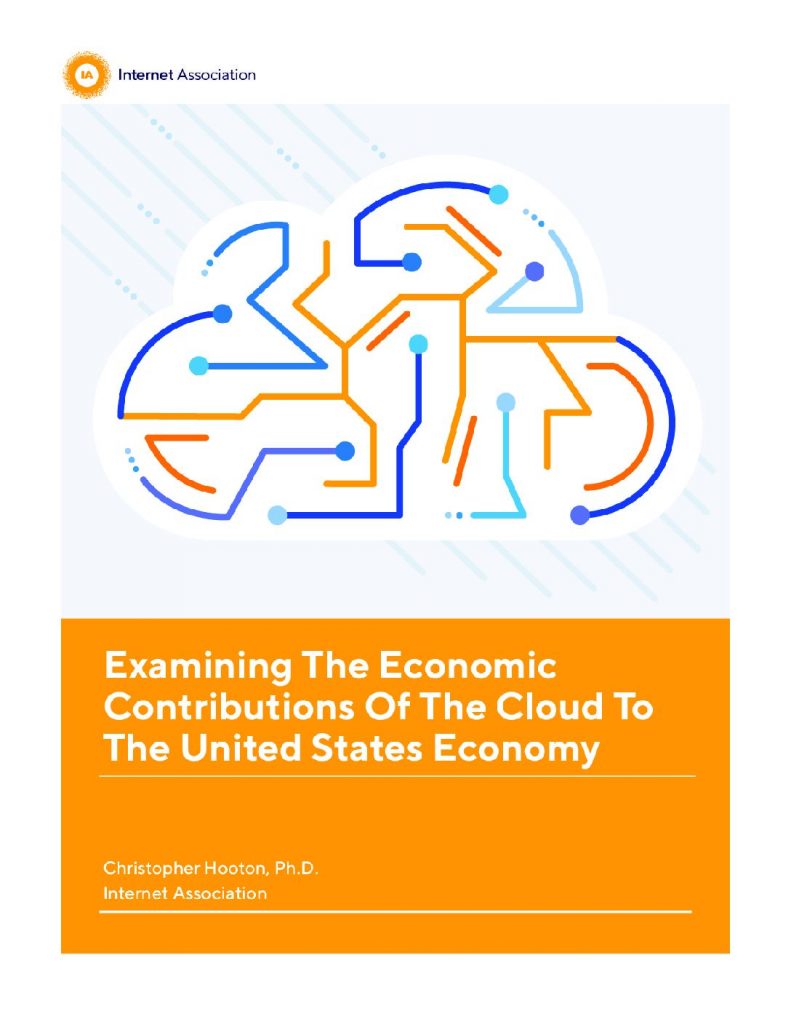 IA
Internet Association
Examining The Economic
Contributions Of The Cloud To
The United States Economy
Christopher Hooton, Ph.D.
Internet Association